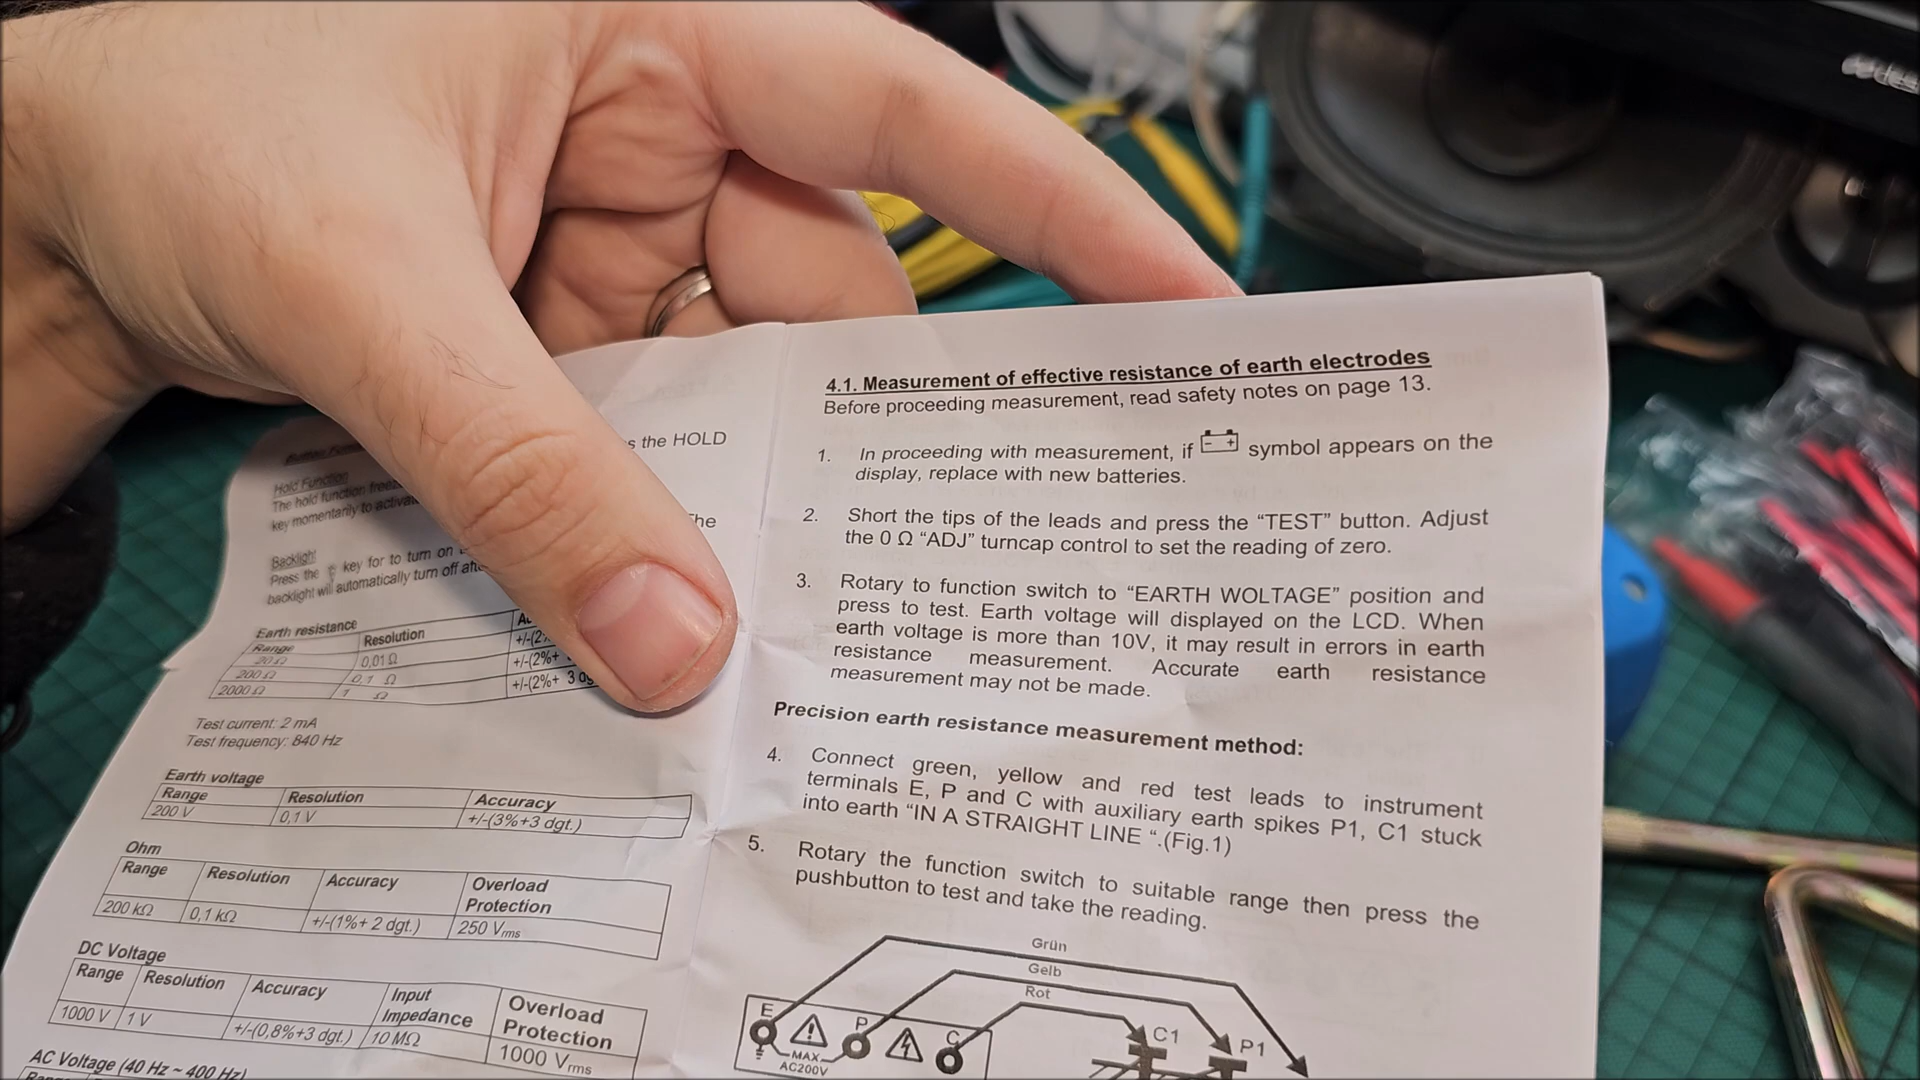 s the HOLD
Hold Function
The hold function
key momentarily to
The
Backlight
Press the key for to turn on
backlight will automatically turn off
Earth resistance
Range Resolution
20 Ω 0,01 Ω
200 Ω 0,1 Ω +/-(2%+
2000 Ω 1 Ω +/-(2%+ 3
Test current: 2 mA
Test frequency: 840 Hz
Earth voltage
Range Resolution Accuracy
200 V 0,1 V +/-(3%+3 dgt.)
Ohm
Range Resolution Accuracy Overload
Protection
200 kΩ 0,1 kΩ +/-(1%+ 2 dgt.) 250 Vrms
DC Voltage
Range Resolution Accuracy Input Overload
Impedance Protection
1000 V 1 V +/-(0,8%+3 dgt.) 10 MΩ 1000 Vrms
AC Voltage (40 Hz ~ 400 Hz)
4.1. Measurement of effective resistance of earth electrodes
Before proceeding measurement, read safety notes on page 13.
1. In proceeding with measurement, if symbol appears on the
display, replace with new batteries.
2. Short the tips of the leads and press the “TEST” button. Adjust
the 0 Ω “ADJ” turncap control to set the reading of zero.
3. Rotary to function switch to “EARTH WOLTAGE” position and
press to test. Earth voltage will displayed on the LCD. When
earth voltage is more than 10V, it may result in errors in earth
resistance measurement. Accurate earth resistance
measurement may not be made.
Precision earth resistance measurement method:
4. Connect green, yellow and red test leads to instrument
terminals E, P and C with auxiliary earth spikes P1, C1 stuck
into earth “IN A STRAIGHT LINE “.(Fig.1)
5. Rotary the function switch to suitable range then press the
pushbutton to test and take the reading.
Grün
Gelb
Rot
E P C C1 P1
MAX
AC200V